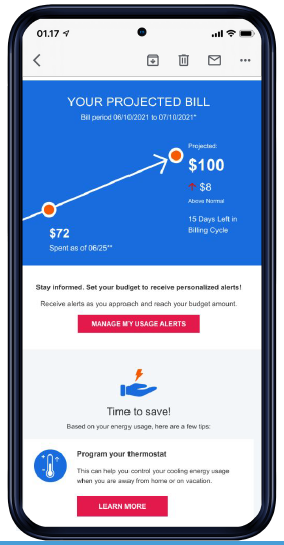 01.17
YOUR PROJECTED BILL
Bill period 06/10/2021 to 07/10/2021*
Projected:
$100
$8
Above Normal
15 Days Left in
Billing Cycle
$72
Spent as of 06/25**
Stay informed. Set your budget to receive personalized alerts!
Receive alerts as you approach and reach your budget amount.
MANAGE MY USAGE ALERTS
Time to save!
Based on your energy usage, here are a few tips:
Program your thermostat
This can help you control your cooling energy usage
when you are away from home or on vacation.
LEARN MORE